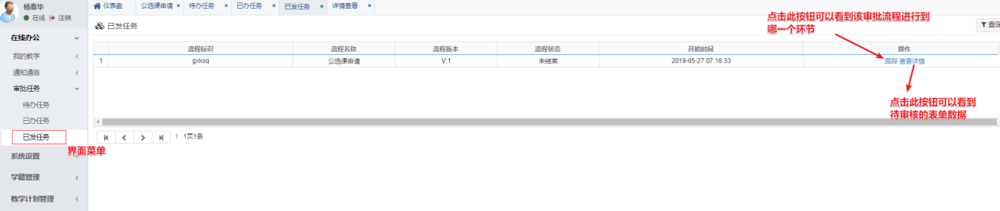 杨春华
在线 注销
在线办公
我的教学
通知通告
审批任务
待办任务
已办任务
已发任务
系统设置
学籍管理
教学计划管理
界面菜单
仪表盘 公选课申请 × 待办任务 × 已办任务 × 已发任务 × 详情查看 ×
已发任务
查询
流程标识 流程名称 流程版本 流程状态 开始时间 操作
1 gxksq 公选课申请 V:1 未结束 2019-05-27 07:16:33 跟踪 查看详情
1 1页1条
点击此按钮可以看到该审批流程进行到
哪一个环节
点击此按钮可以看到
待审核的表单数据